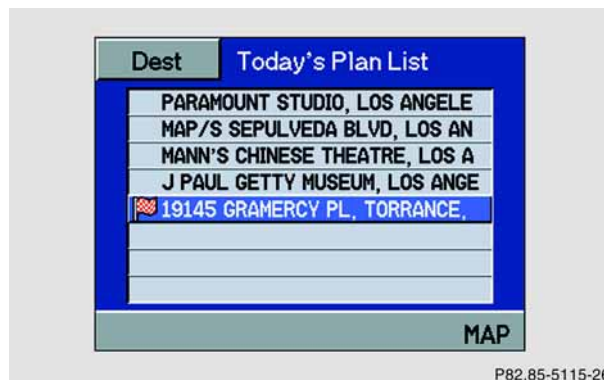 Dest Today's Plan List
PARAMOUNT STUDIO, LOS ANGELE
MAP/S SEPULVEDA BLVD, LOS AN
MANN'S CHINESE THEATRE, LOS A
J PAUL GETTY MUSEUM, LOS ANGE
19145 GRAMERCY PL, TORRANCE,
MAP
P82.85-5115-26